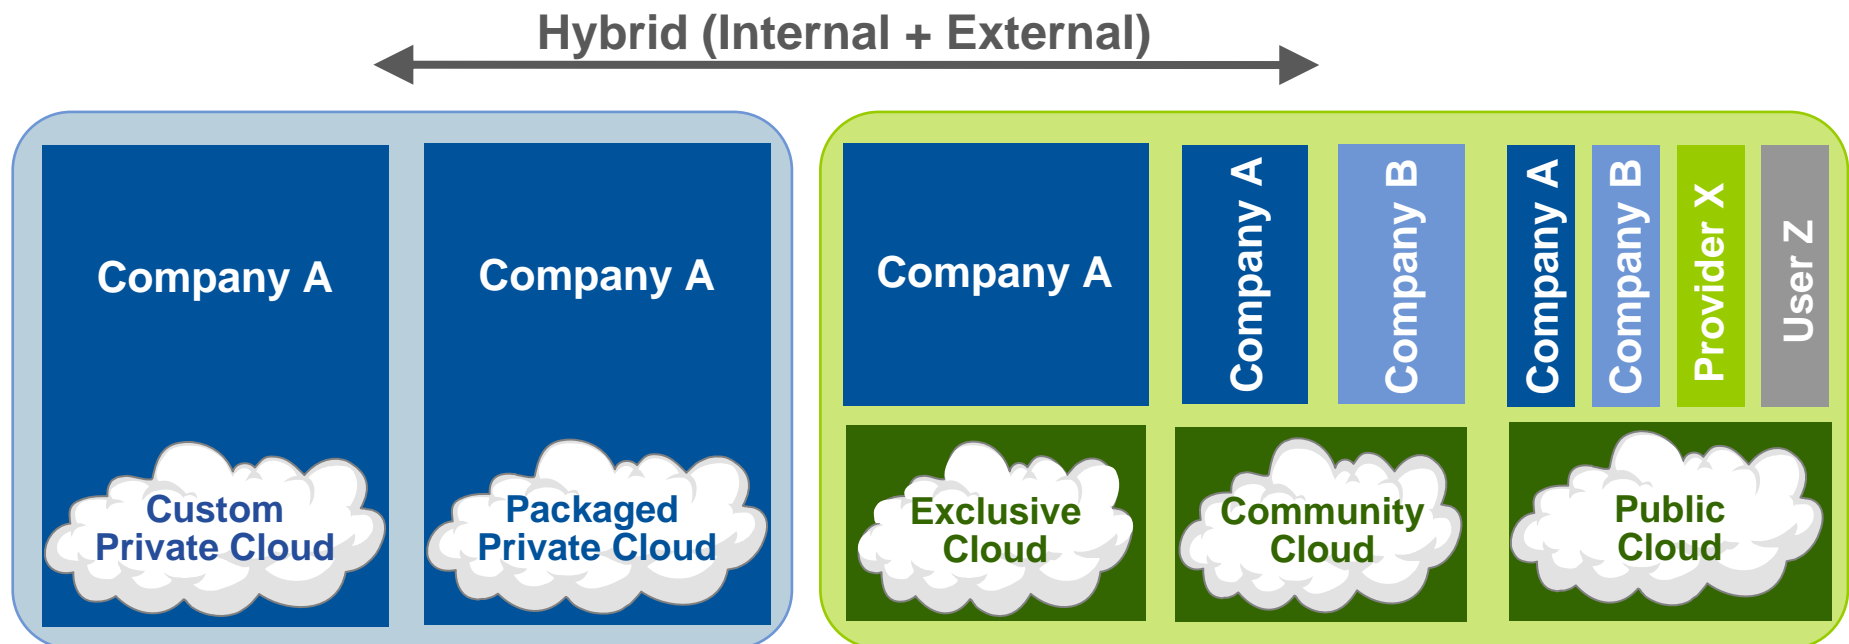 Hybrid (Internal + External)
Company A
Custom
Private Cloud
Company A
Packaged
Private Cloud
Company A
Exclusive
Cloud
Company A
Company B
Community
Cloud
Company A
Company B
Provider X
User Z
Public
Cloud